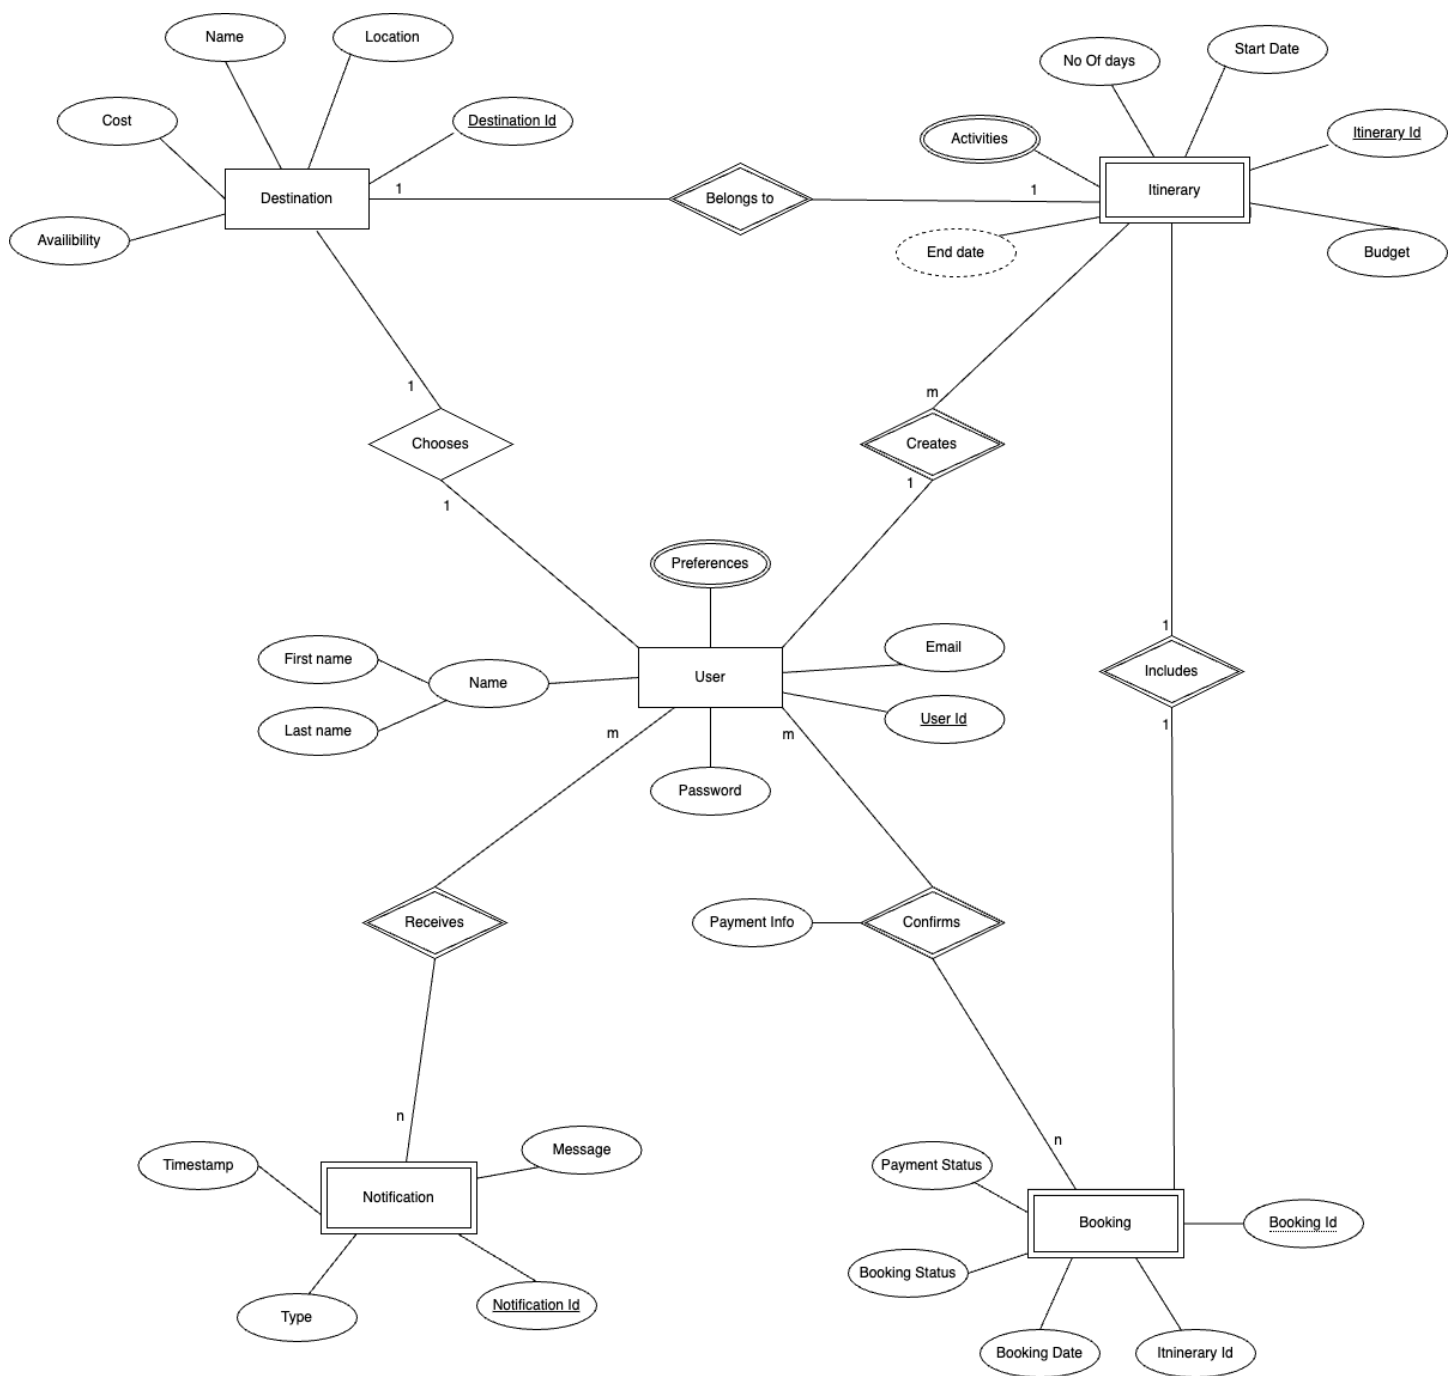 Name
Location
No Of days
Start Date
Cost
Destination Id
Activities
Itinerary Id
Destination
1
Belongs to
1
Itinerary
Availibility
End date
Budget
1
m
Chooses
Creates
1
1
Preferences
First name
Name
User
Email
1
Includes
Last name
User Id
m
m
1
Password
Receives
Payment Info
Confirms
n
n
Timestamp
Message
Payment Status
Notification
Booking
Booking Id
Booking Status
Type
Notification Id
Booking Date
Itninerary Id